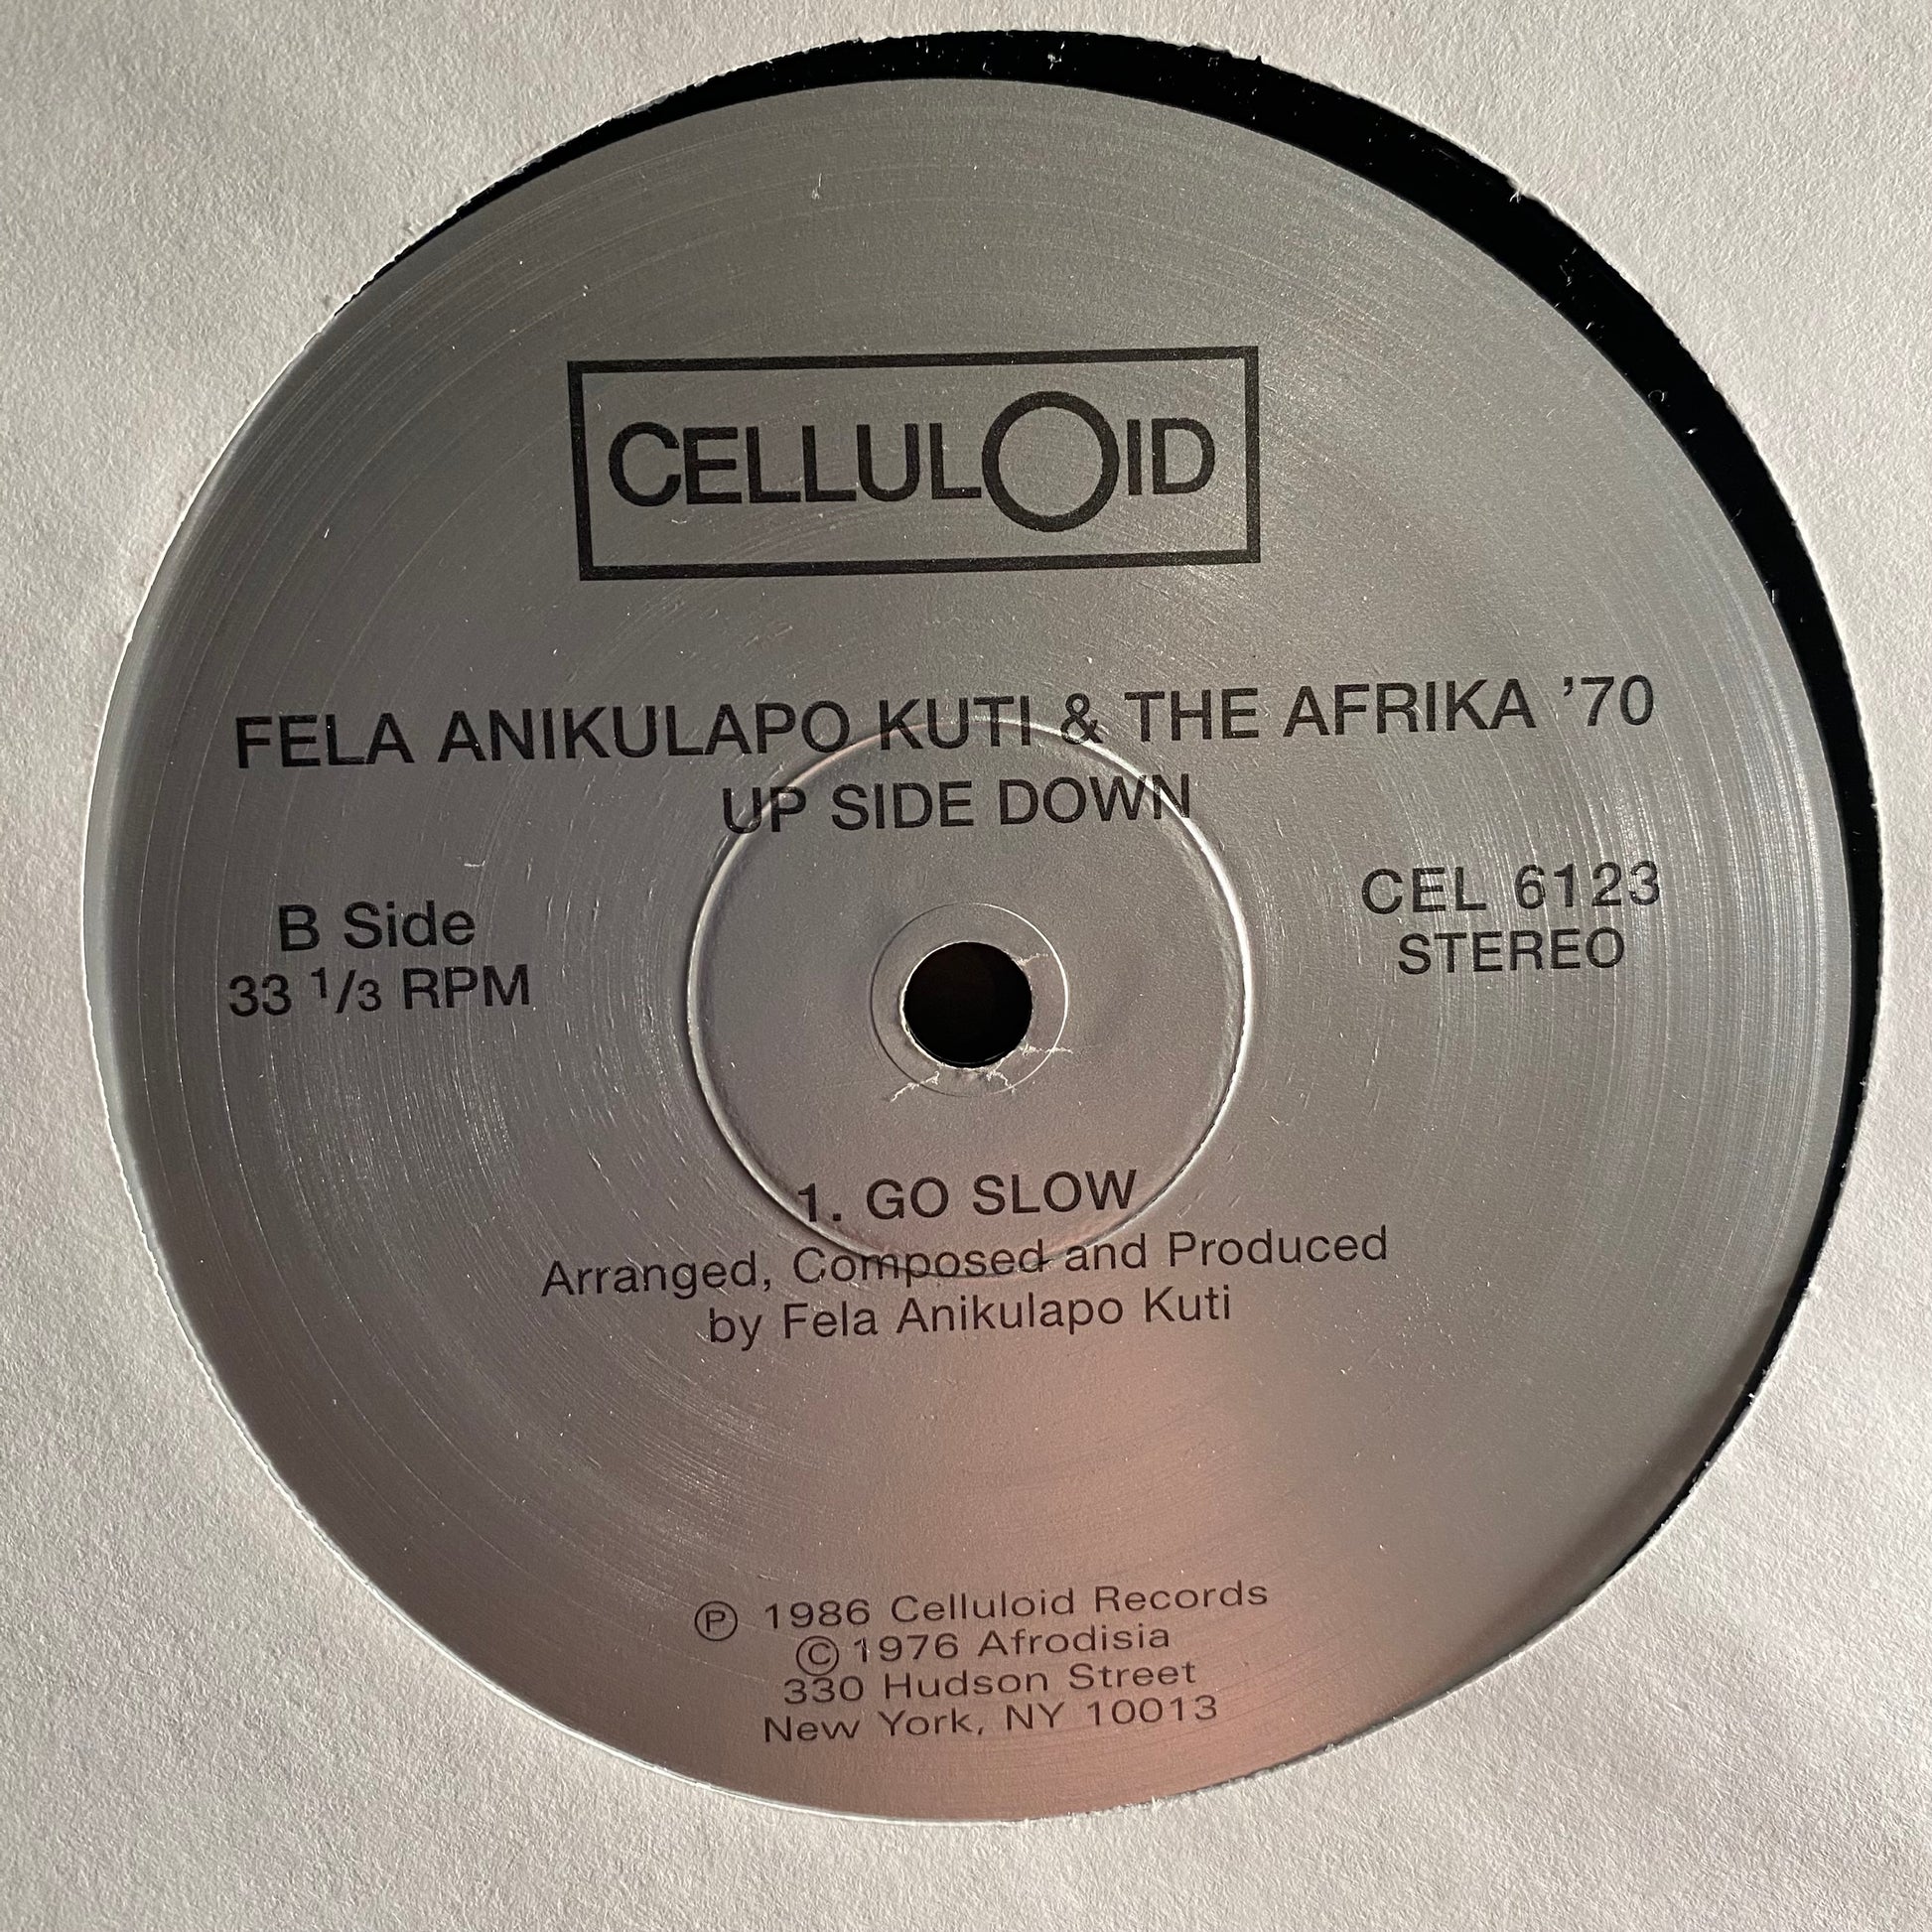 CELLULOID
FELA ANIKULAPO KUTI & THE AFRIKA ’70
UP SIDE DOWN
B Side
33 1/3 RPM
CEL 6123
STEREO
1. GO SLOW
Arranged, Composed and Produced
by Fela Anikulapo Kuti
Ⓟ 1986 Celluloid Records
© 1976 Afrodisia
330 Hudson Street
New York, NY 10013